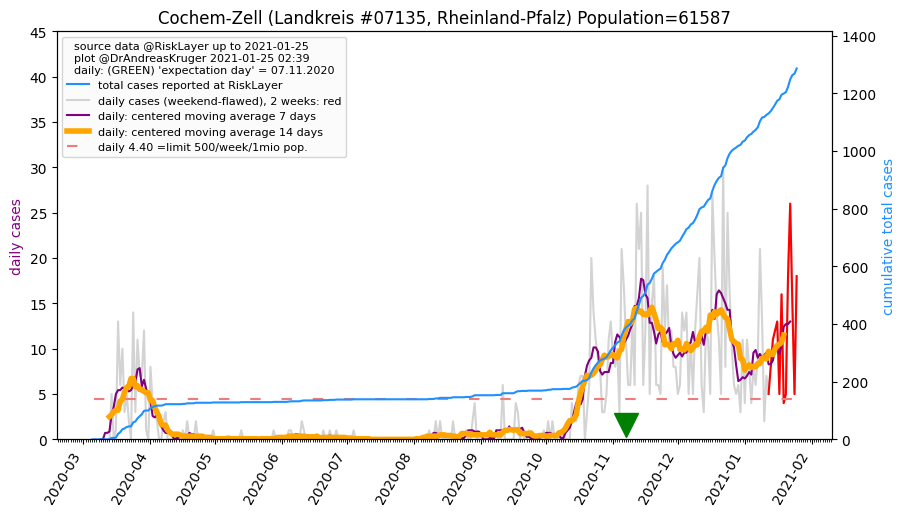 Cochem-Zell (Landkreis #07135, Rheinland-Pfalz) Population=61587
source data @RiskLayer up to 2021-01-25
plot @DrAndreasKruger 2021-01-25 02:39
daily: (GREEN) 'expectation day' = 07.11.2020
total cases reported at RiskLayer
daily cases (weekend-flawed), 2 weeks: red
daily: centered moving average 7 days
daily: centered moving average 14 days
daily 4.40 =limit 500/week/1mio pop.
daily cases
45
40
35
30
25
20
15
10
5
0
cumulative total cases
1400
1200
1000
800
600
400
200
0
2020-03
2020-04
2020-05
2020-06
2020-07
2020-08
2020-09
2020-10
2020-11
2020-12
2021-01
2021-02